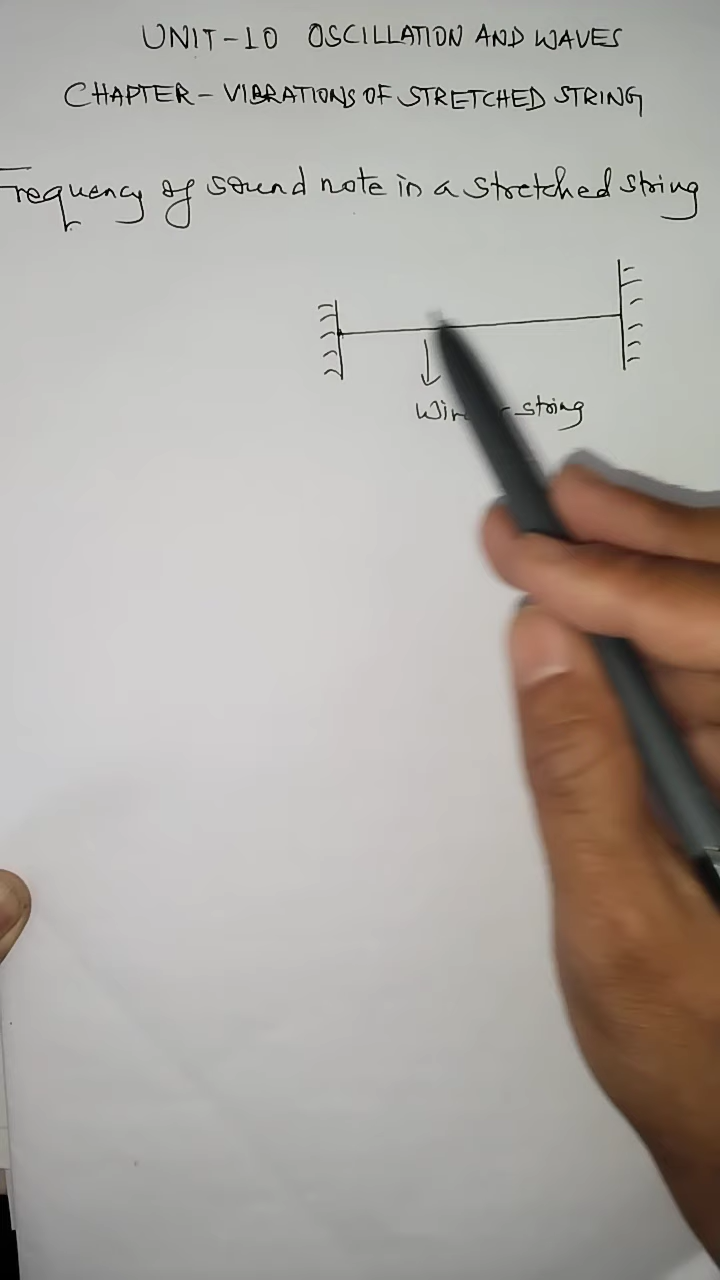 UNIT-10 OSCILLATION AND WAVES
CHAPTER - VIBRATIONS OF STRETCHED STRING
Frequency of sound note in a stretched string
string